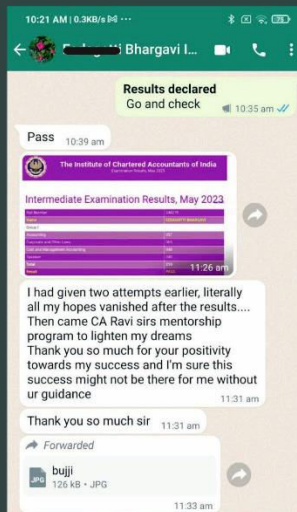 10:21 AM | 0.3KB/s
Bhargavi I...
Results declared
Go and check
10:35 am
Pass
10:39 am
The Institute of Chartered Accountants of India
Intermediate Examination Results, May 2023
11:26 am
I had given two attempts earlier, literally
all my hopes vanished after the results....
Then came CA Ravi sirs mentorship
program to lighten my dreams
Thank you so much for your positivity
towards my success and I'm sure this
success might not be there for me without
ur guidance
11:31 am
Thank you so much sir
11:31 am
Forwarded
bujji
JPG
126 kB • JPG
11:33 am